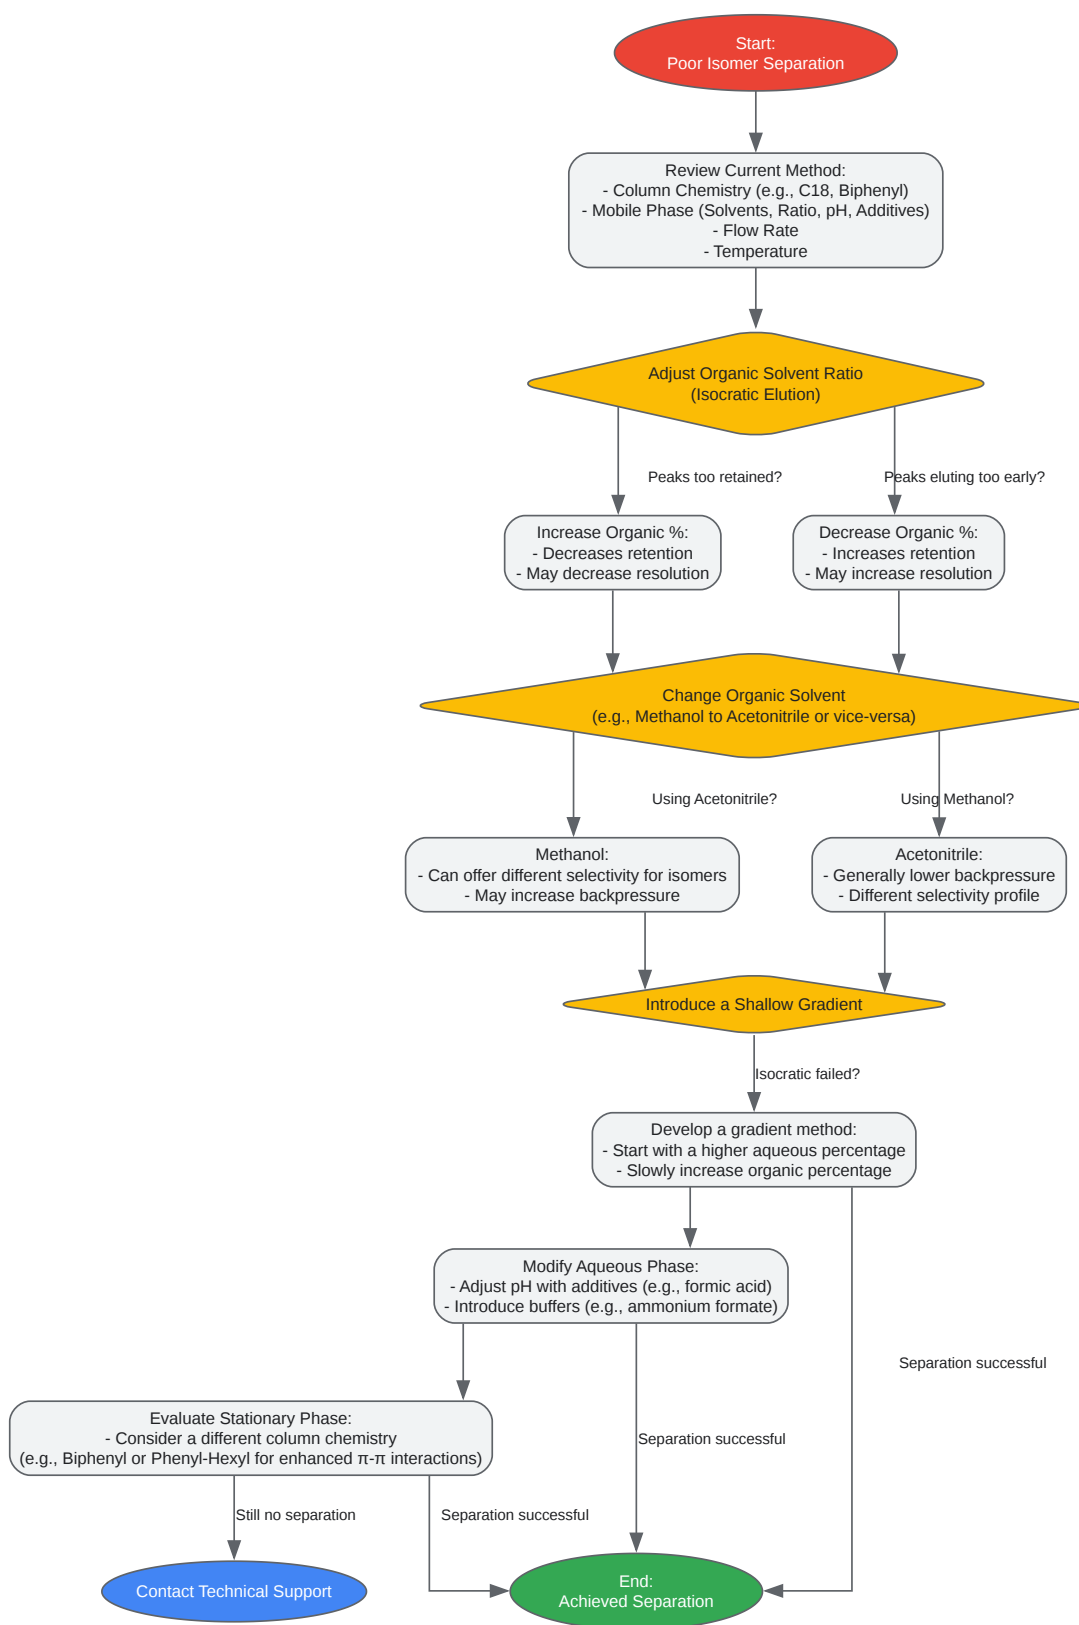 Start:
Poor Isomer Separation
Review Current Method:
- Column Chemistry (e.g., C18, Biphenyl)
- Mobile Phase (Solvents, Ratio, pH, Additives)
- Flow Rate
- Temperature
Adjust Organic Solvent Ratio
(Isocratic Elution)
Peaks too retained?
Peaks eluting too early?
Increase Organic %:
- Decreases retention
- May decrease resolution
Decrease Organic %:
- Increases retention
- May increase resolution
Change Organic Solvent
(e.g., Methanol to Acetonitrile or vice-versa)
Using Acetonitrile?
Using Methanol?
Methanol:
- Can offer different selectivity for isomers
- May increase backpressure
Acetonitrile:
- Generally lower backpressure
- Different selectivity profile
Introduce a Shallow Gradient
Isocratic failed?
Develop a gradient method:
- Start with a higher aqueous percentage
- Slowly increase organic percentage
Modify Aqueous Phase:
- Adjust pH with additives (e.g., formic acid)
- Introduce buffers (e.g., ammonium formate)
Separation successful
Evaluate Stationary Phase:
- Consider a different column chemistry
(e.g., Biphenyl or Phenyl-Hexyl for enhanced π-π interactions)
Separation successful
Still no separation
Separation successful
Contact Technical Support
End:
Achieved Separation